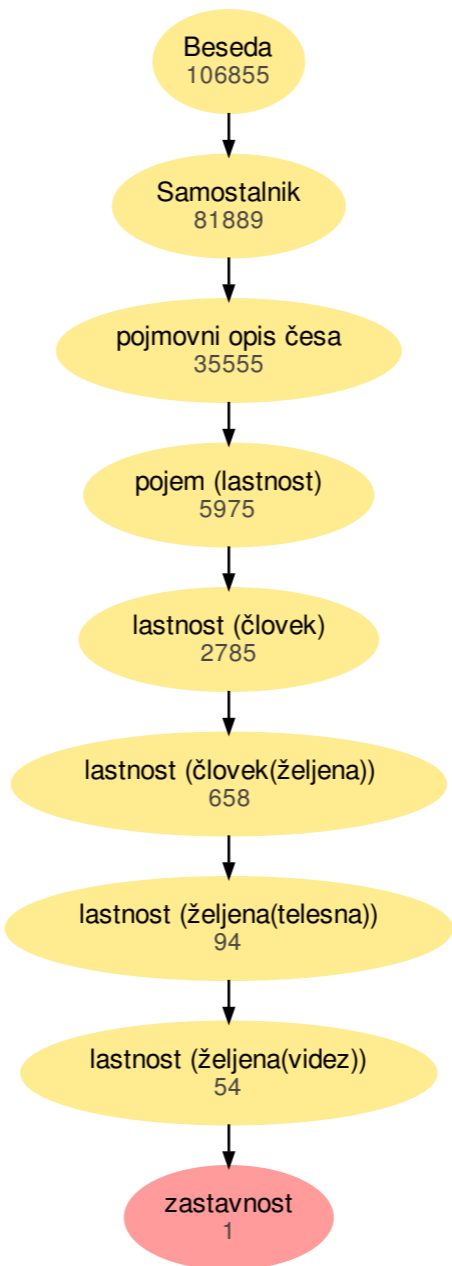 Beseda
106855
Samostalnik
81889
pojmovni opis česa
35555
pojem (lastnost)
5975
lastnost (človek)
2785
lastnost (človek(željena))
658
lastnost (željena(telesna))
94
lastnost (željena(videz))
54
zastavnost
1